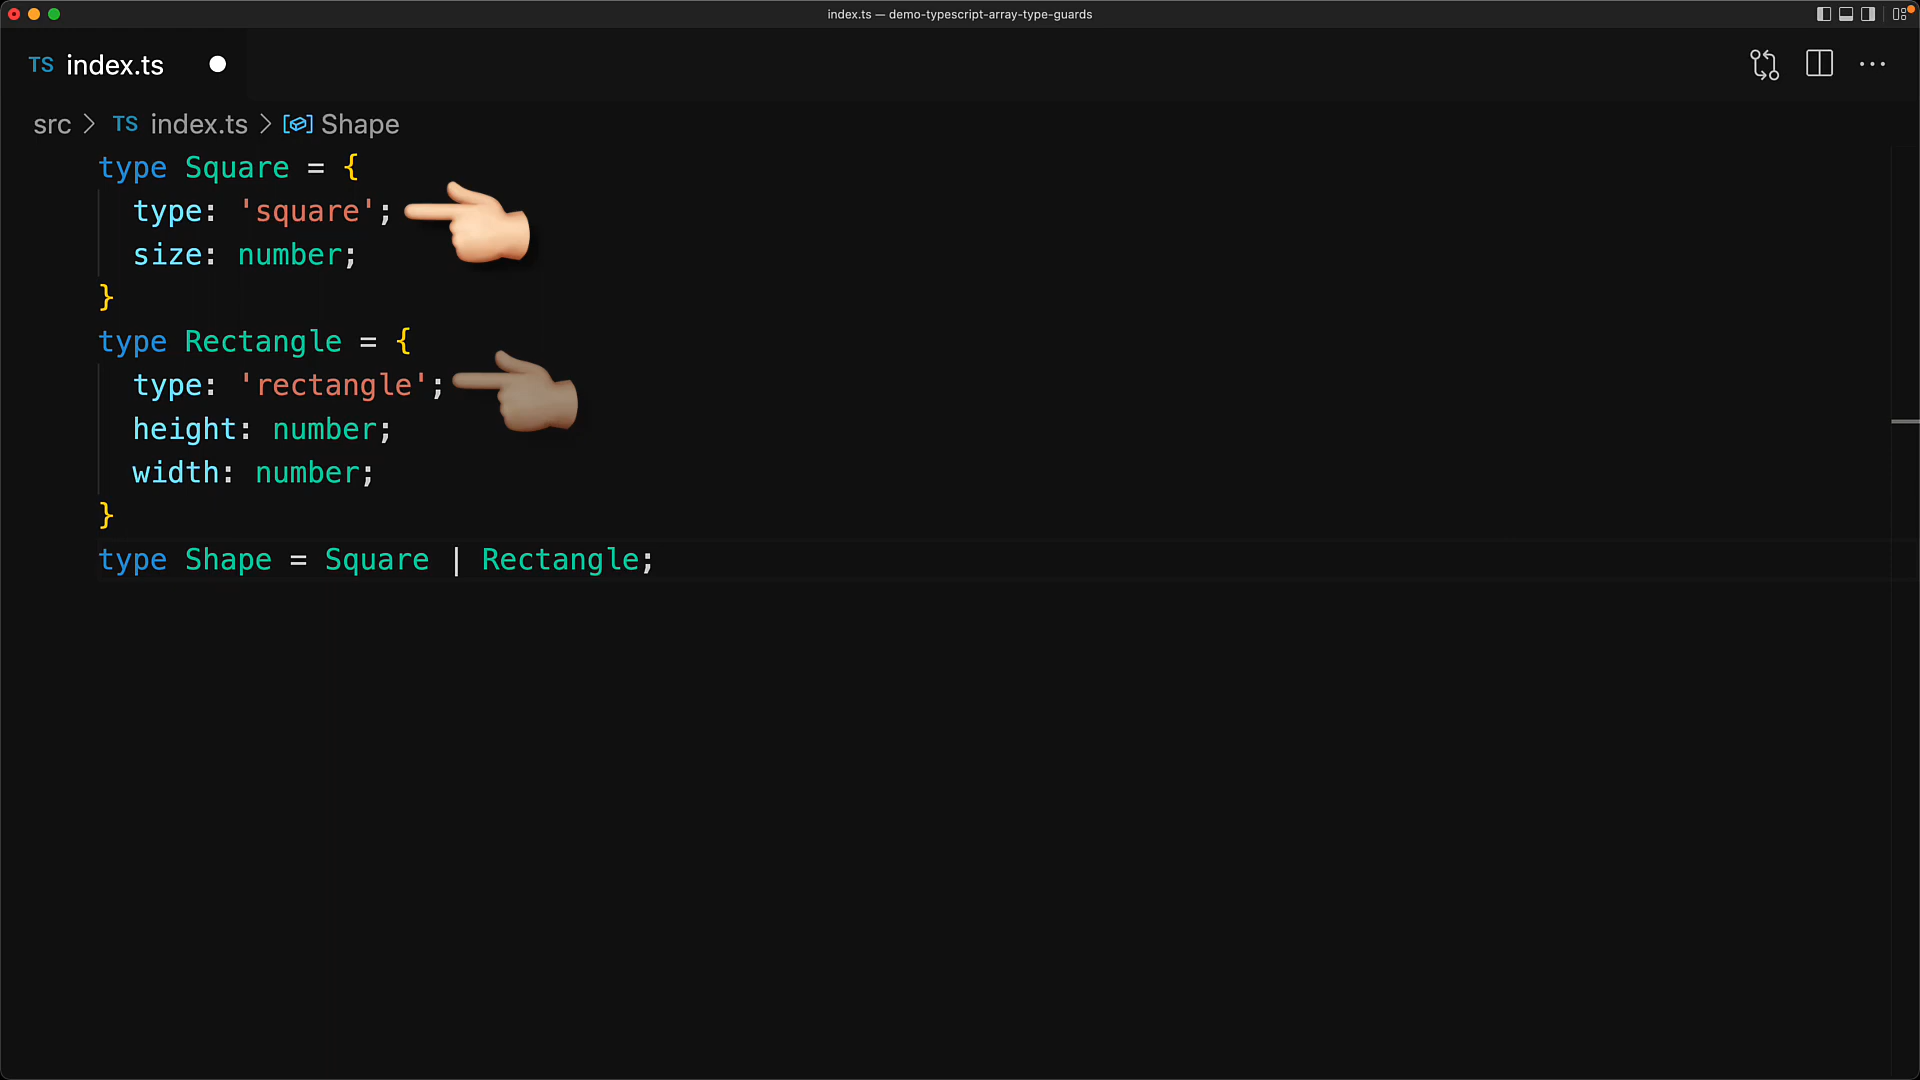 index.ts — demo-typescript-array-type-guards
TS index.ts
src > TS index.ts > Shape
type Square = {
type: 'square';
size: number;
}
type Rectangle = {
type: 'rectangle';
height: number;
width: number;
}
type Shape = Square | Rectangle;